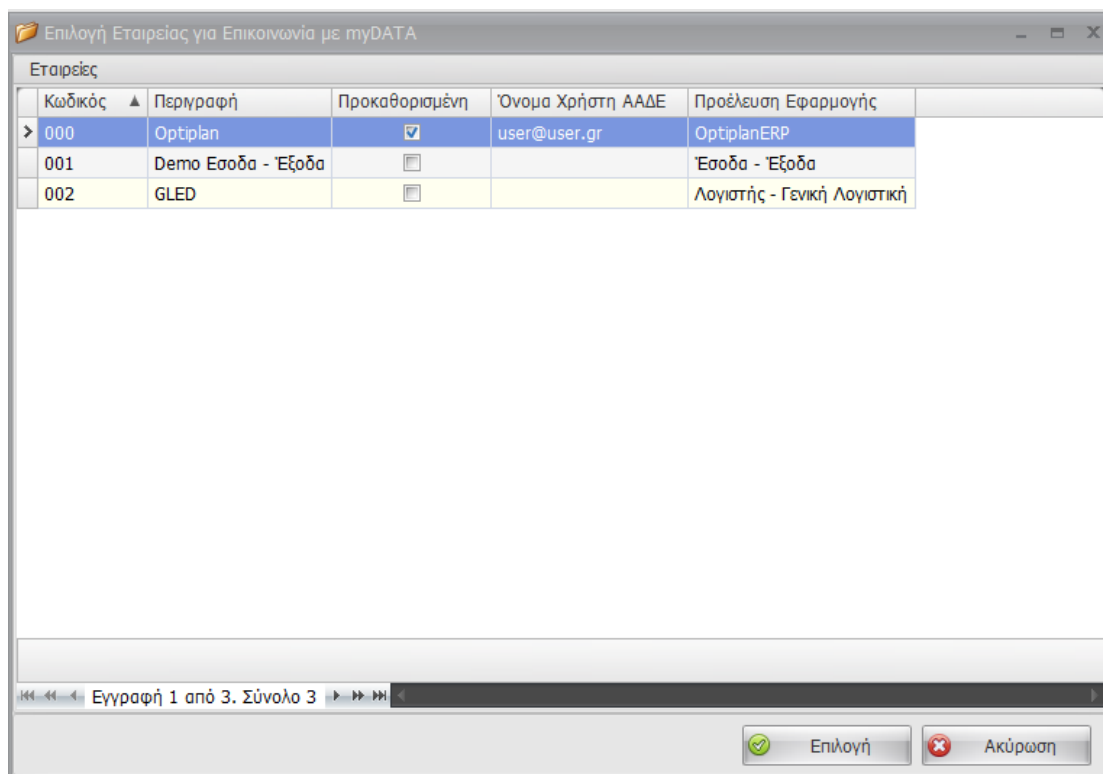 Επιλογή Εταιρείας για Επικοινωνία με myDATA
Εταιρείες
Κωδικός Περιγραφή Προκαθορισμένη Όνομα Χρήστη ΑΑΔΕ Προέλευση Εφαρμογής
000 Optiplan user@user.gr OptiplanERP
001 Demo Εσοδα - Έξοδα Έσοδα - Έξοδα
002 GLED Λογιστής - Γενική Λογιστική
Εγγραφή 1 από 3. Σύνολο 3
Επιλογή Ακύρωση